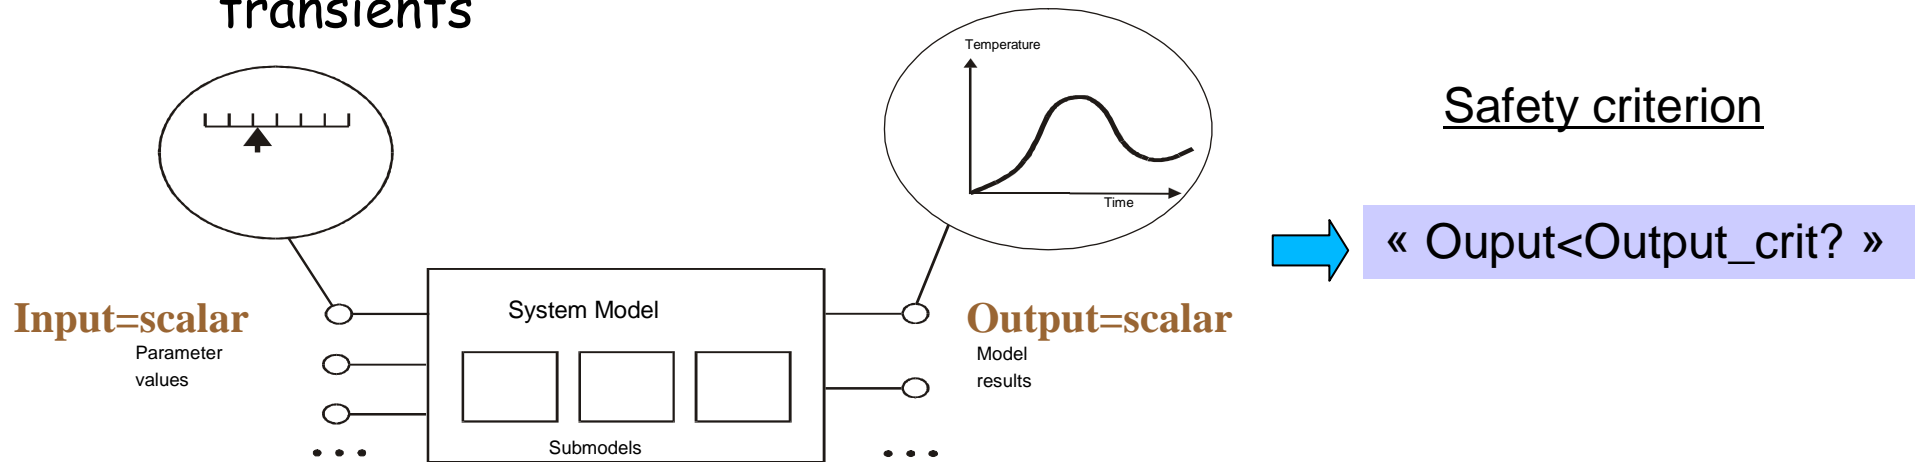 transients
Temperature
Time
Safety criterion
« Ouput<Output_crit? »
Input=scalar
Parameter
values
System Model
Submodels
Output=scalar
Model
results